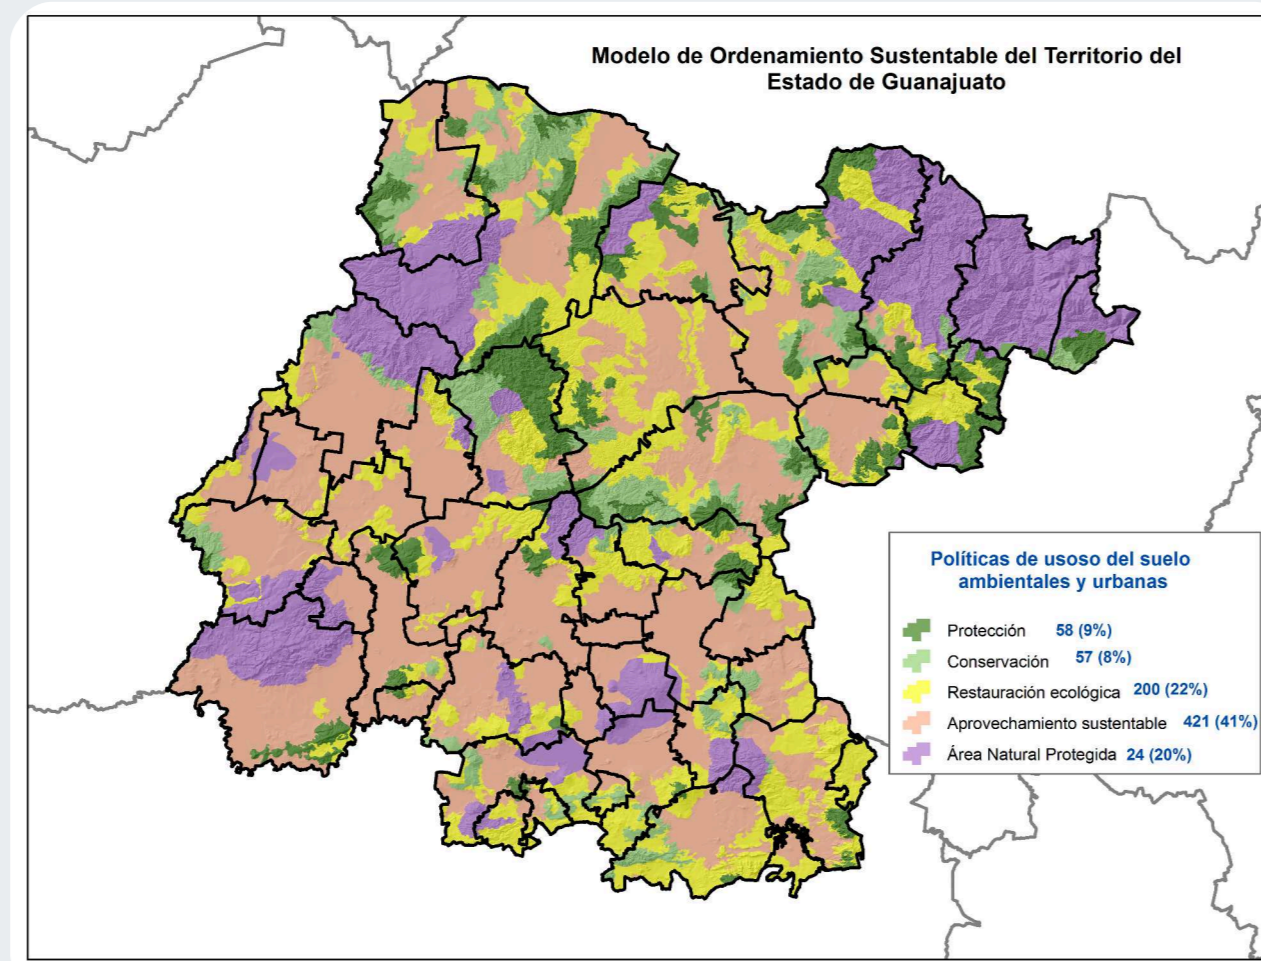 Modelo de Ordenamiento Sustentable del Territorio del
Estado de Guanajuato
Políticas de usoso del suelo
ambientales y urbanas
Protección 58 (9%)
Conservación 57 (8%)
Restauración ecológica 200 (22%)
Aprovechamiento sustentable 421 (41%)
Área Natural Protegida 24 (20%)